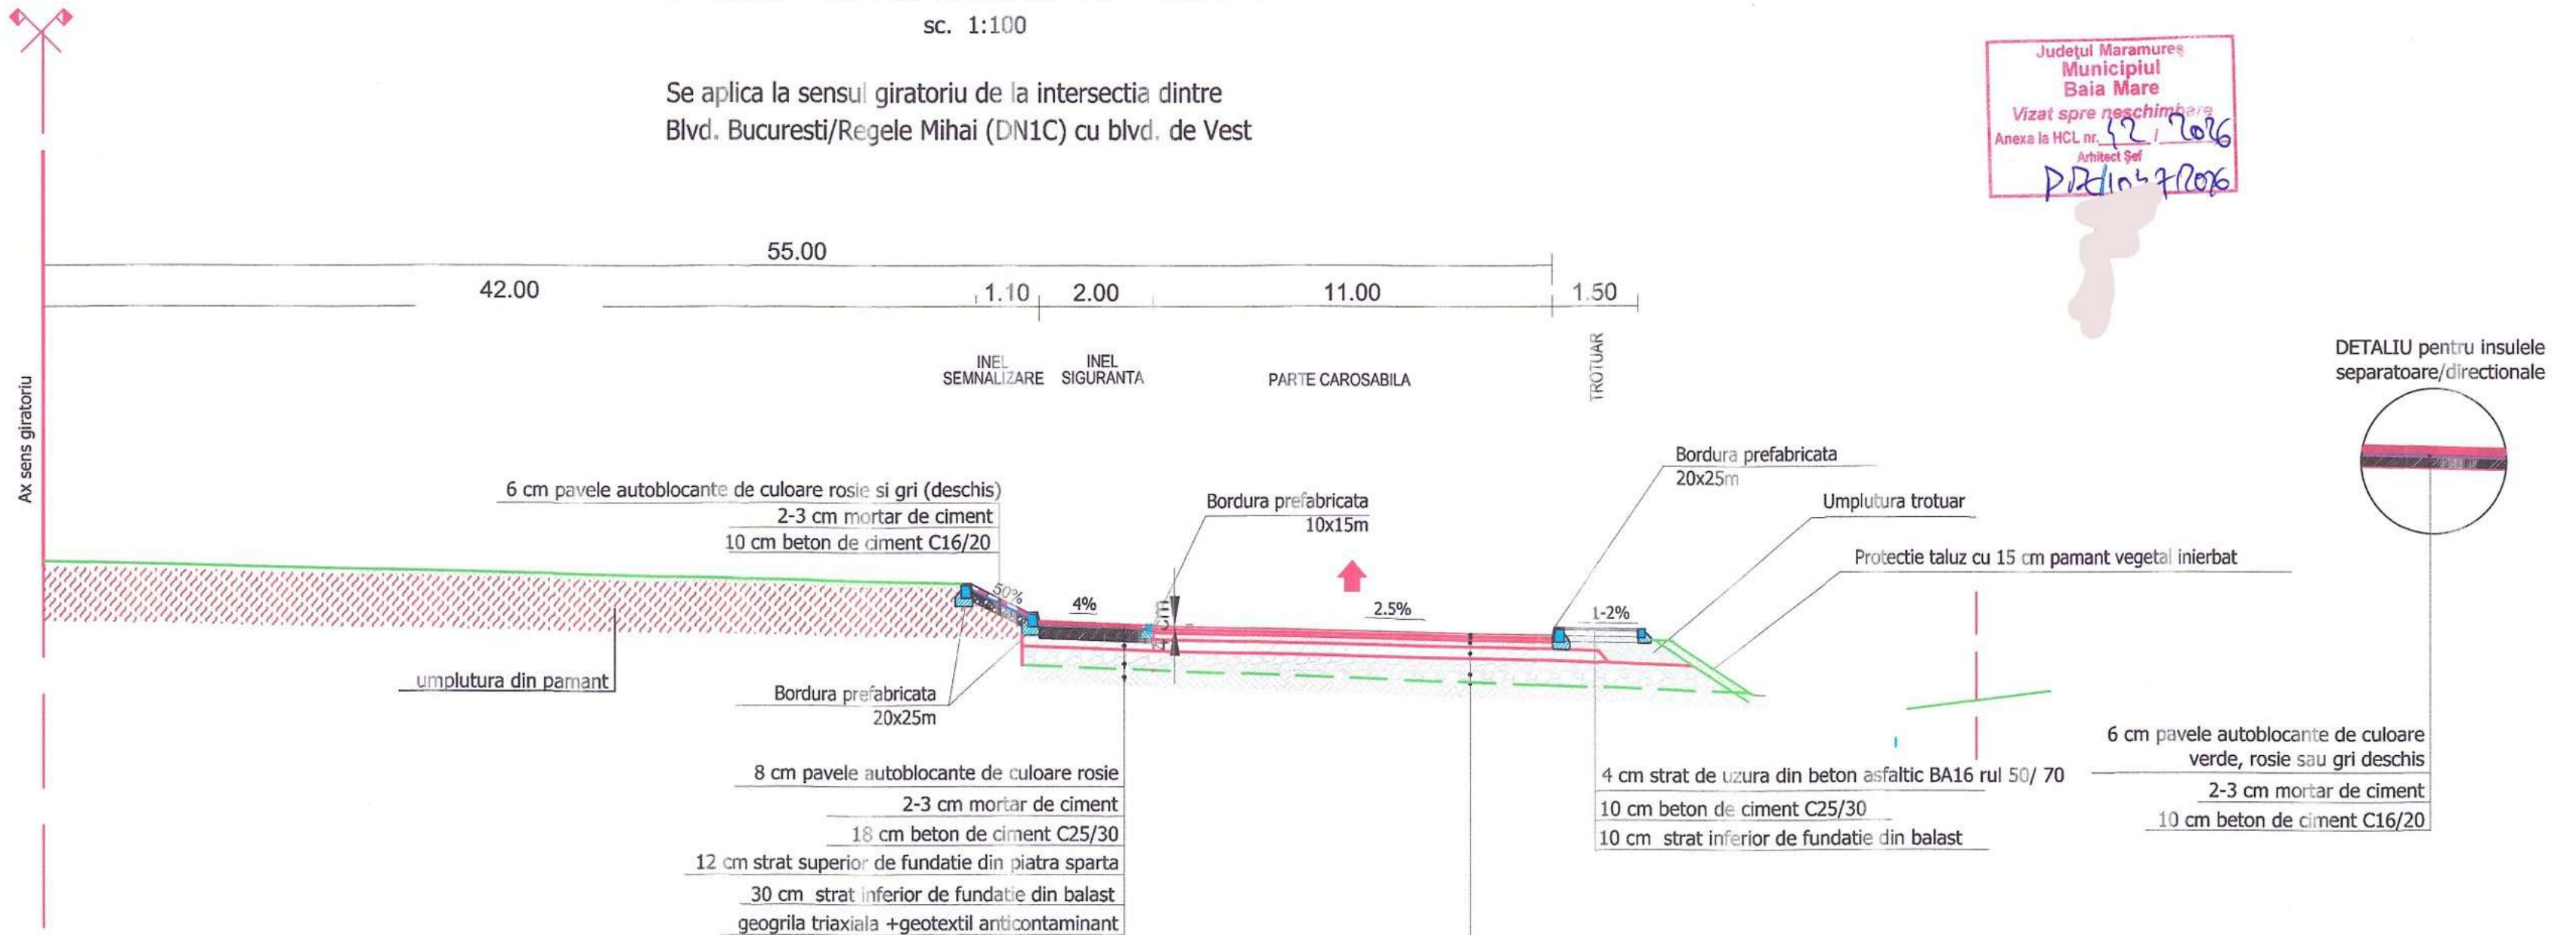 sc. 1:100
Se aplica la sensul giratoriu de la intersectia dintre
Blvd. Bucuresti/Regele Mihai (DN1C) cu blvd. de Vest
Județul Maramureș
Municipiul
Baia Mare
Vizat spre neschimbare
Anexa la HCL nr. / 2026
Arhitect Șef
55.00
42.00
1.10
2.00
11.00
1.50
INEL
SEMNALIZARE
INEL
SIGURANTA
PARTE CAROSABILA
TROTUAR
Ax sens giratoriu
DETALIU pentru insulele
separatoare/directionale
6 cm pavele autoblocante de culoare rosie si gri (deschis)
2-3 cm mortar de ciment
10 cm beton de ciment C16/20
Bordura prefabricata
10x15m
Bordura prefabricata
20x25m
Umplutura trotuar
Protectie taluz cu 15 cm pamant vegetal inierbat
50%
4%
2.5%
1-2%
umplutura din pamant
Bordura prefabricata
20x25m
8 cm pavele autoblocante de culoare rosie
2-3 cm mortar de ciment
18 cm beton de ciment C25/30
12 cm strat superior de fundatie din piatra sparta
30 cm strat inferior de fundatie din balast
geogrila triaxiala +geotextil anticontaminant
4 cm strat de uzura din beton asfaltic BA16 rul 50/ 70
10 cm beton de ciment C25/30
10 cm strat inferior de fundatie din balast
6 cm pavele autoblocante de culoare
verde, rosie sau gri deschis
2-3 cm mortar de ciment
10 cm beton de ciment C16/20